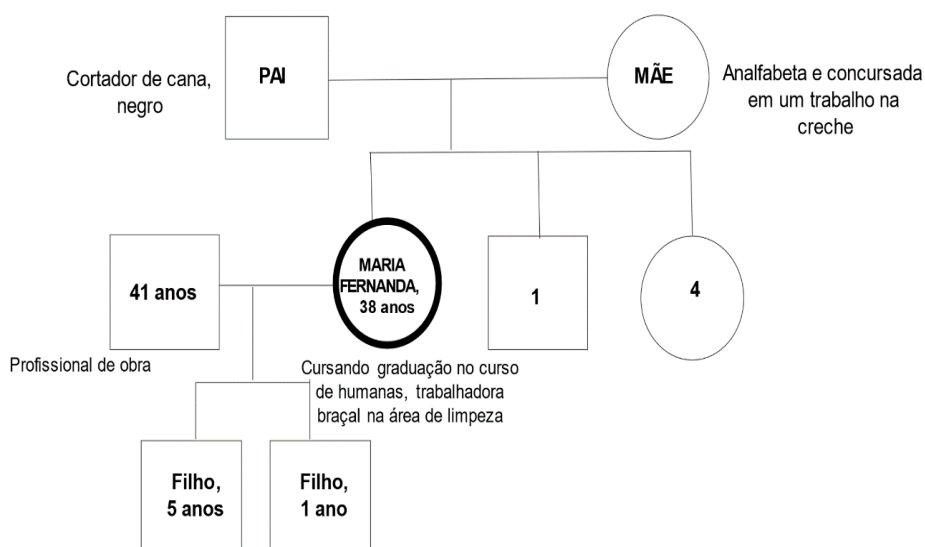 Cortador de cana,
negro
PAI
MÃE
Analfabeta e concursada
em um trabalho na
creche
41 anos
Profissional de obra
MARIA
FERNANDA,
38 anos
Cursando graduação no curso
de humanas, trabalhadora
braçal na área de limpeza
1
4
Filho,
5 anos
Filho,
1 ano